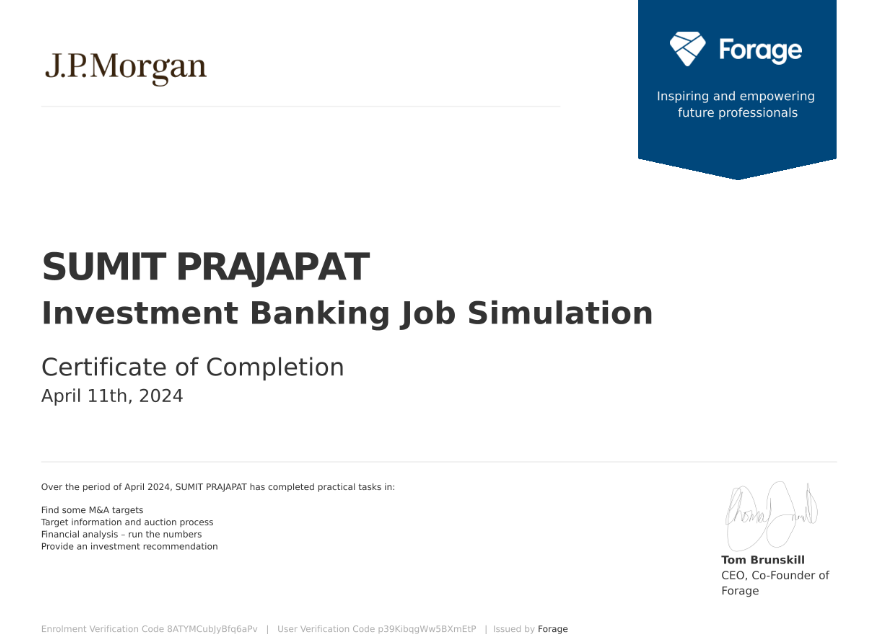 J.P.Morgan
Forage
Inspiring and empowering
future professionals
SUMIT PRAJAPAT
Investment Banking Job Simulation
Certificate of Completion
April 11th, 2024
Over the period of April 2024, SUMIT PRAJAPAT has completed practical tasks in:
Find some M&A targets
Target information and auction process
Financial analysis – run the numbers
Provide an investment recommendation
Tom Brunskill
CEO, Co-Founder of
Forage
Enrolment Verification Code 8ATYMCubJyBfq6aPv | User Verification Code p39KibqgWw5BXmEtP | Issued by Forage